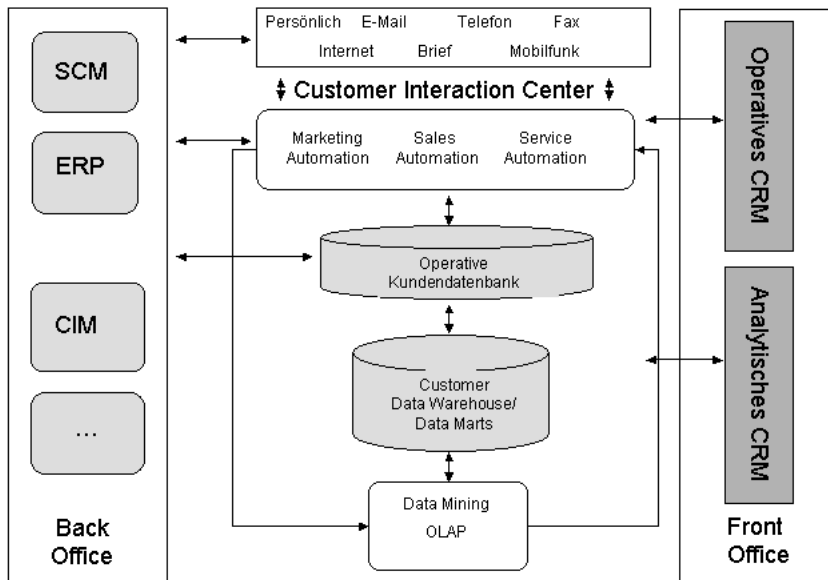 SCM
ERP
CIM
...
Back
Office
Persönlich E-Mail Telefon Fax
Internet Brief Mobilfunk
Customer Interaction Center
Marketing Automation
Sales Automation
Service Automation
Operative
Kundendatenbank
Customer
Data Warehouse/
Data Marts
Data Mining
OLAP
Operatives CRM
Analytisches CRM
Front
Office